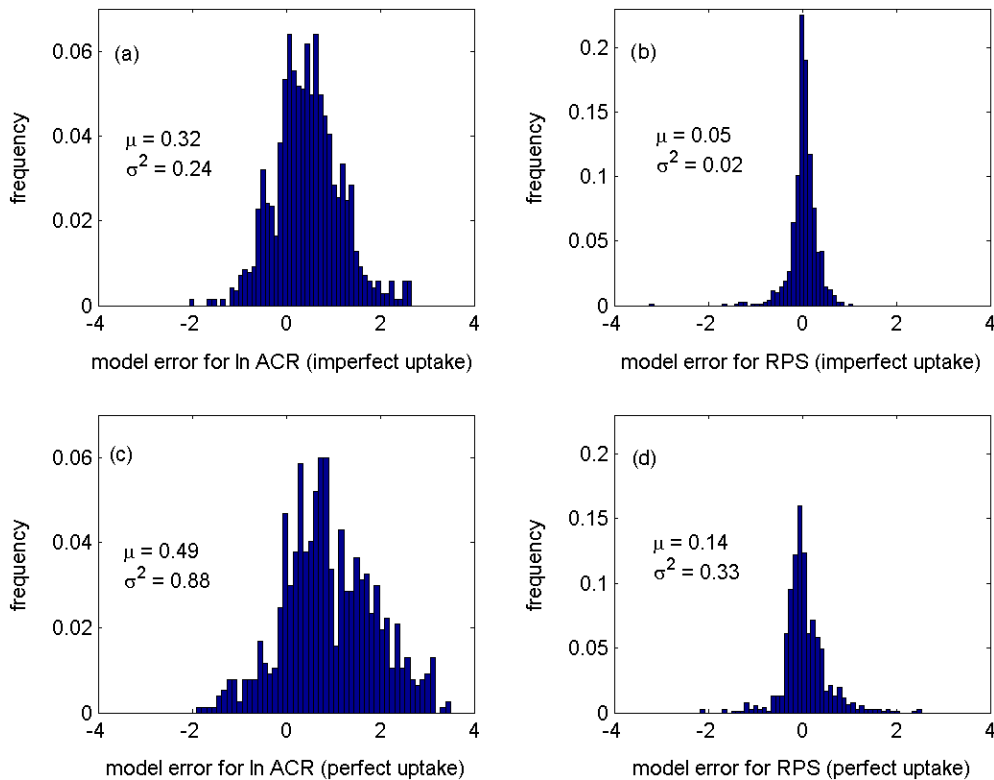 (a)
μ = 0.32
σ² = 0.24
frequency
0.06
0.04
0.02
0
-4
-2
0
2
4
model error for ln ACR (imperfect uptake)
(b)
μ = 0.05
σ² = 0.02
frequency
0.2
0.15
0.1
0.05
0
-4
-2
0
2
4
model error for RPS (imperfect uptake)
(c)
μ = 0.49
σ² = 0.88
frequency
0.06
0.04
0.02
0
-4
-2
0
2
4
model error for ln ACR (perfect uptake)
(d)
μ = 0.14
σ² = 0.33
frequency
0.2
0.15
0.1
0.05
0
-4
-2
0
2
4
model error for RPS (perfect uptake)